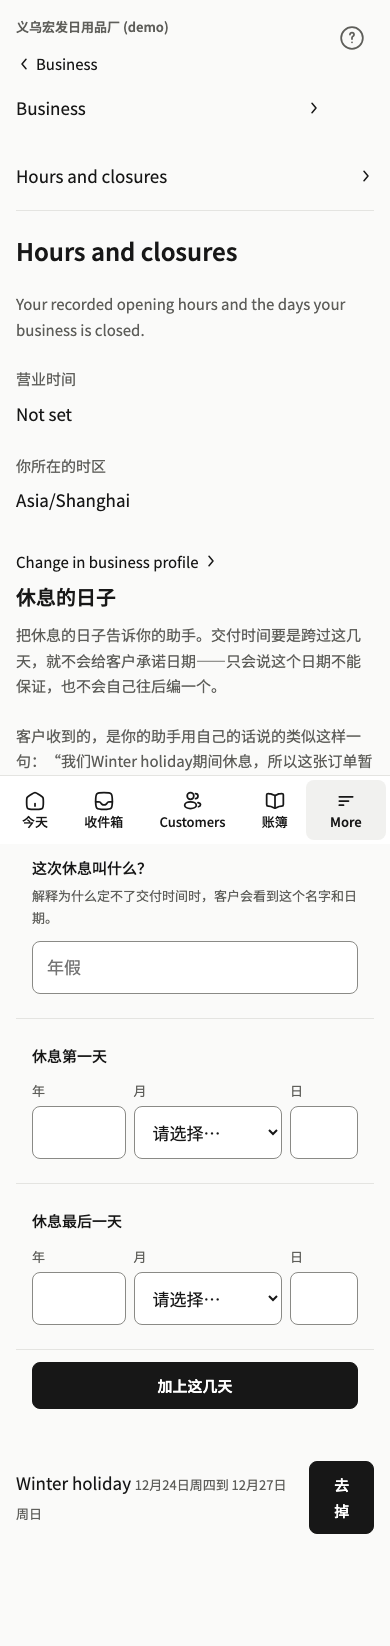 义乌宏发日用品厂 (demo)
Business
Business
Hours and closures
Hours and closures
Your recorded opening hours and the days your
business is closed.
营业时间
Not set
你所在的时区
Asia/Shanghai
Change in business profile
休息的日子
把休息的日子告诉你的助手。交付时间要是跨过这几
天，就不会给客户承诺日期——只会说这个日期不能
保证，也不会自己往后编一个。
客户收到的，是你的助手用自己的话说的类似这样一
句：“我们Winter holiday期间休息，所以这张订单暂
今天 收件箱 Customers 账簿 More
这次休息叫什么？
解释为什么定不了交付时间时，客户会看到这个名字和日
期。
年假
休息第一天
年 月 日
请选择…
休息最后一天
年 月 日
请选择…
加上这几天
Winter holiday 12月24日周四到 12月27日
周日
去
掉